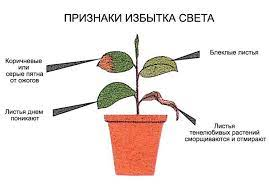 ПРИЗНАКИ ИЗБЫТКА СВЕТА
Коричневые
или
серые пятна
от ожогов
Блеклые листья
Листья днем
поникают
Листья
тенелюбивых растений
сморщиваются и отмирают